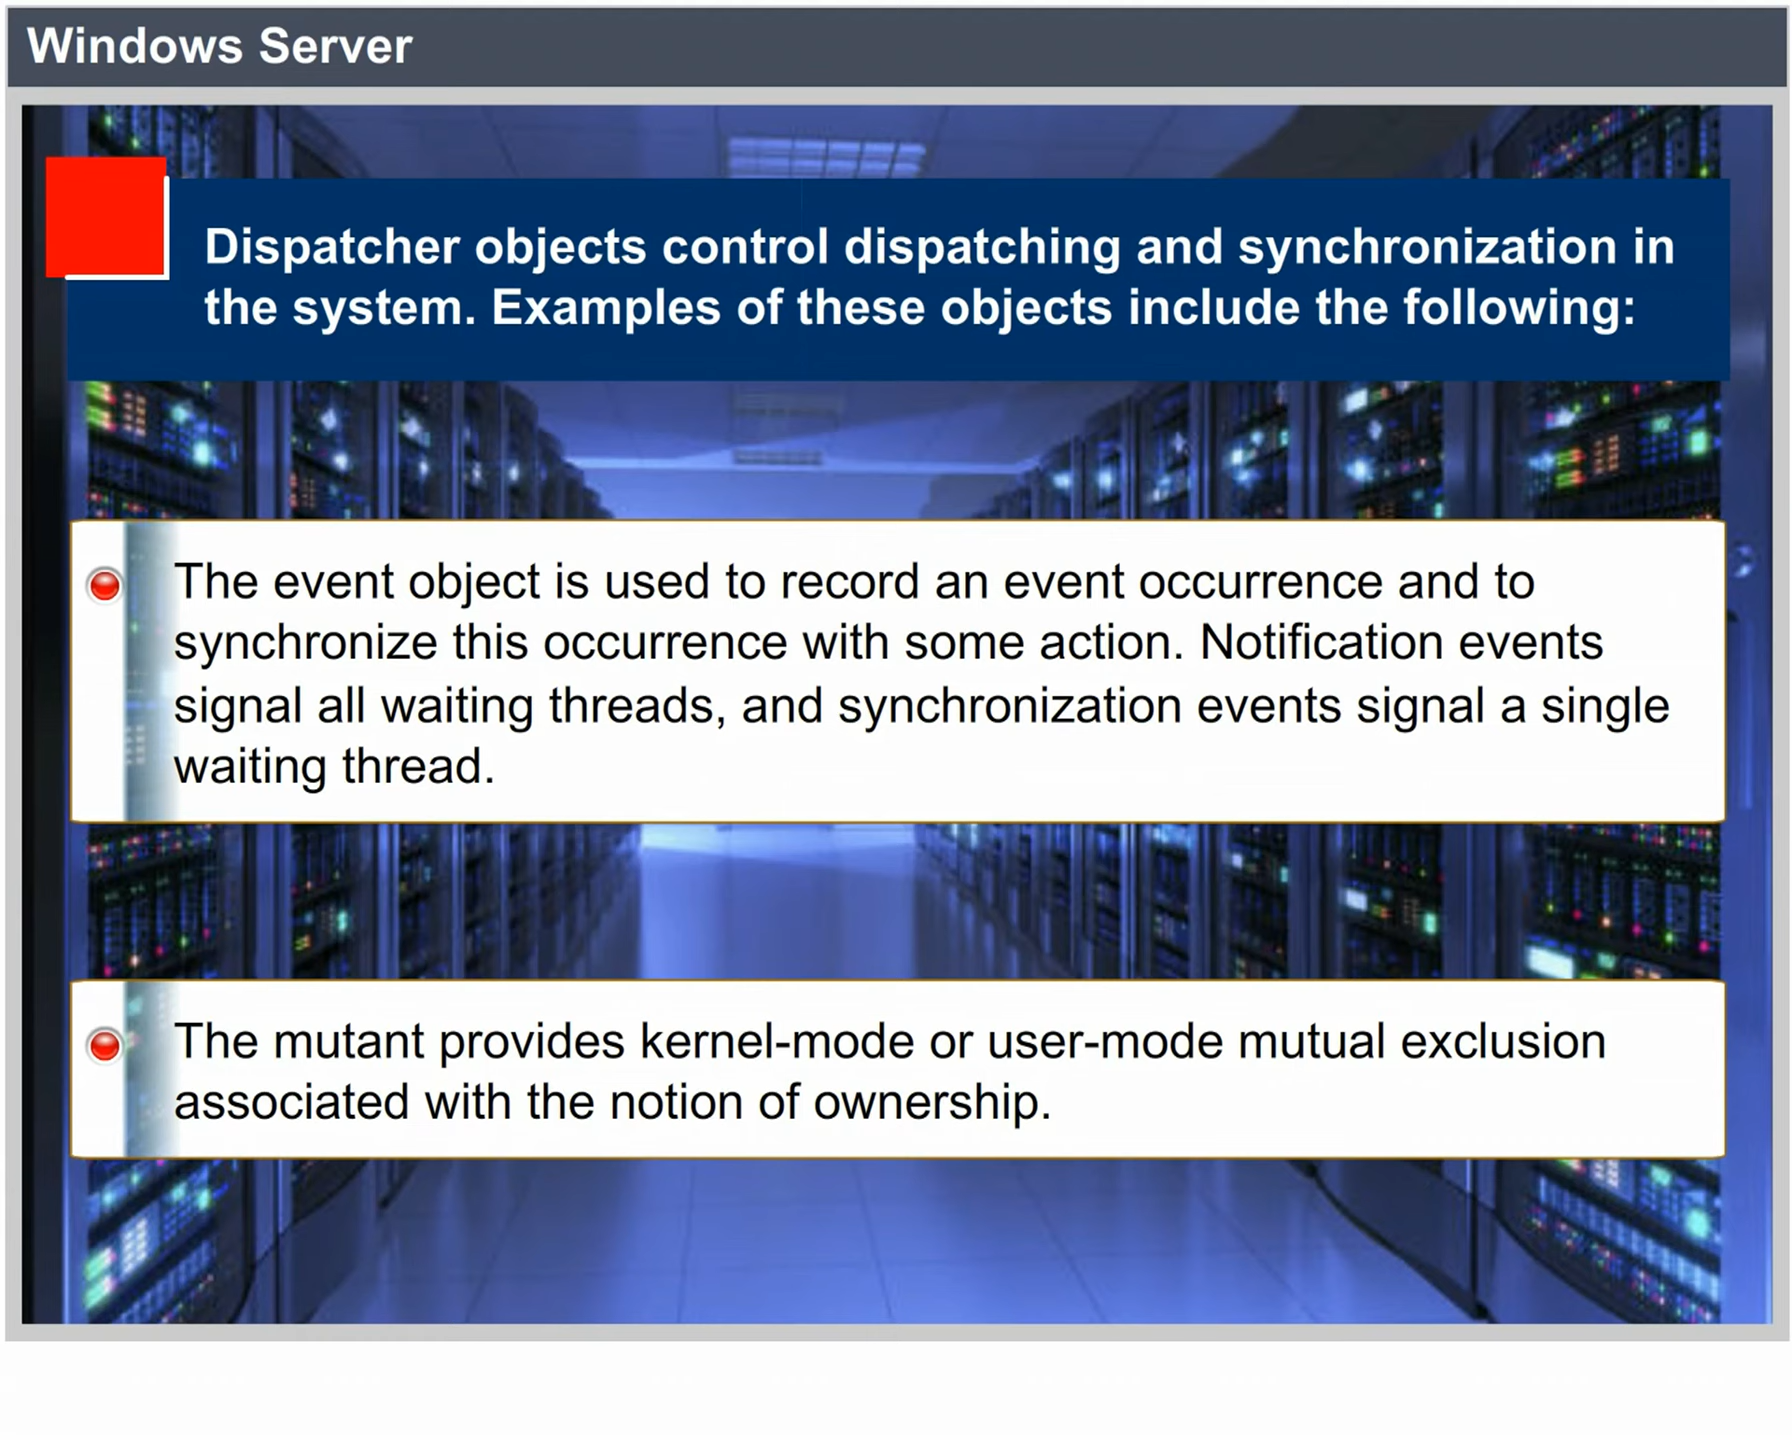 Windows Server
Dispatcher objects control dispatching and synchronization in
the system. Examples of these objects include the following:
The event object is used to record an event occurrence and to
synchronize this occurrence with some action. Notification events
signal all waiting threads, and synchronization events signal a single
waiting thread.
The mutant provides kernel-mode or user-mode mutual exclusion
associated with the notion of ownership.